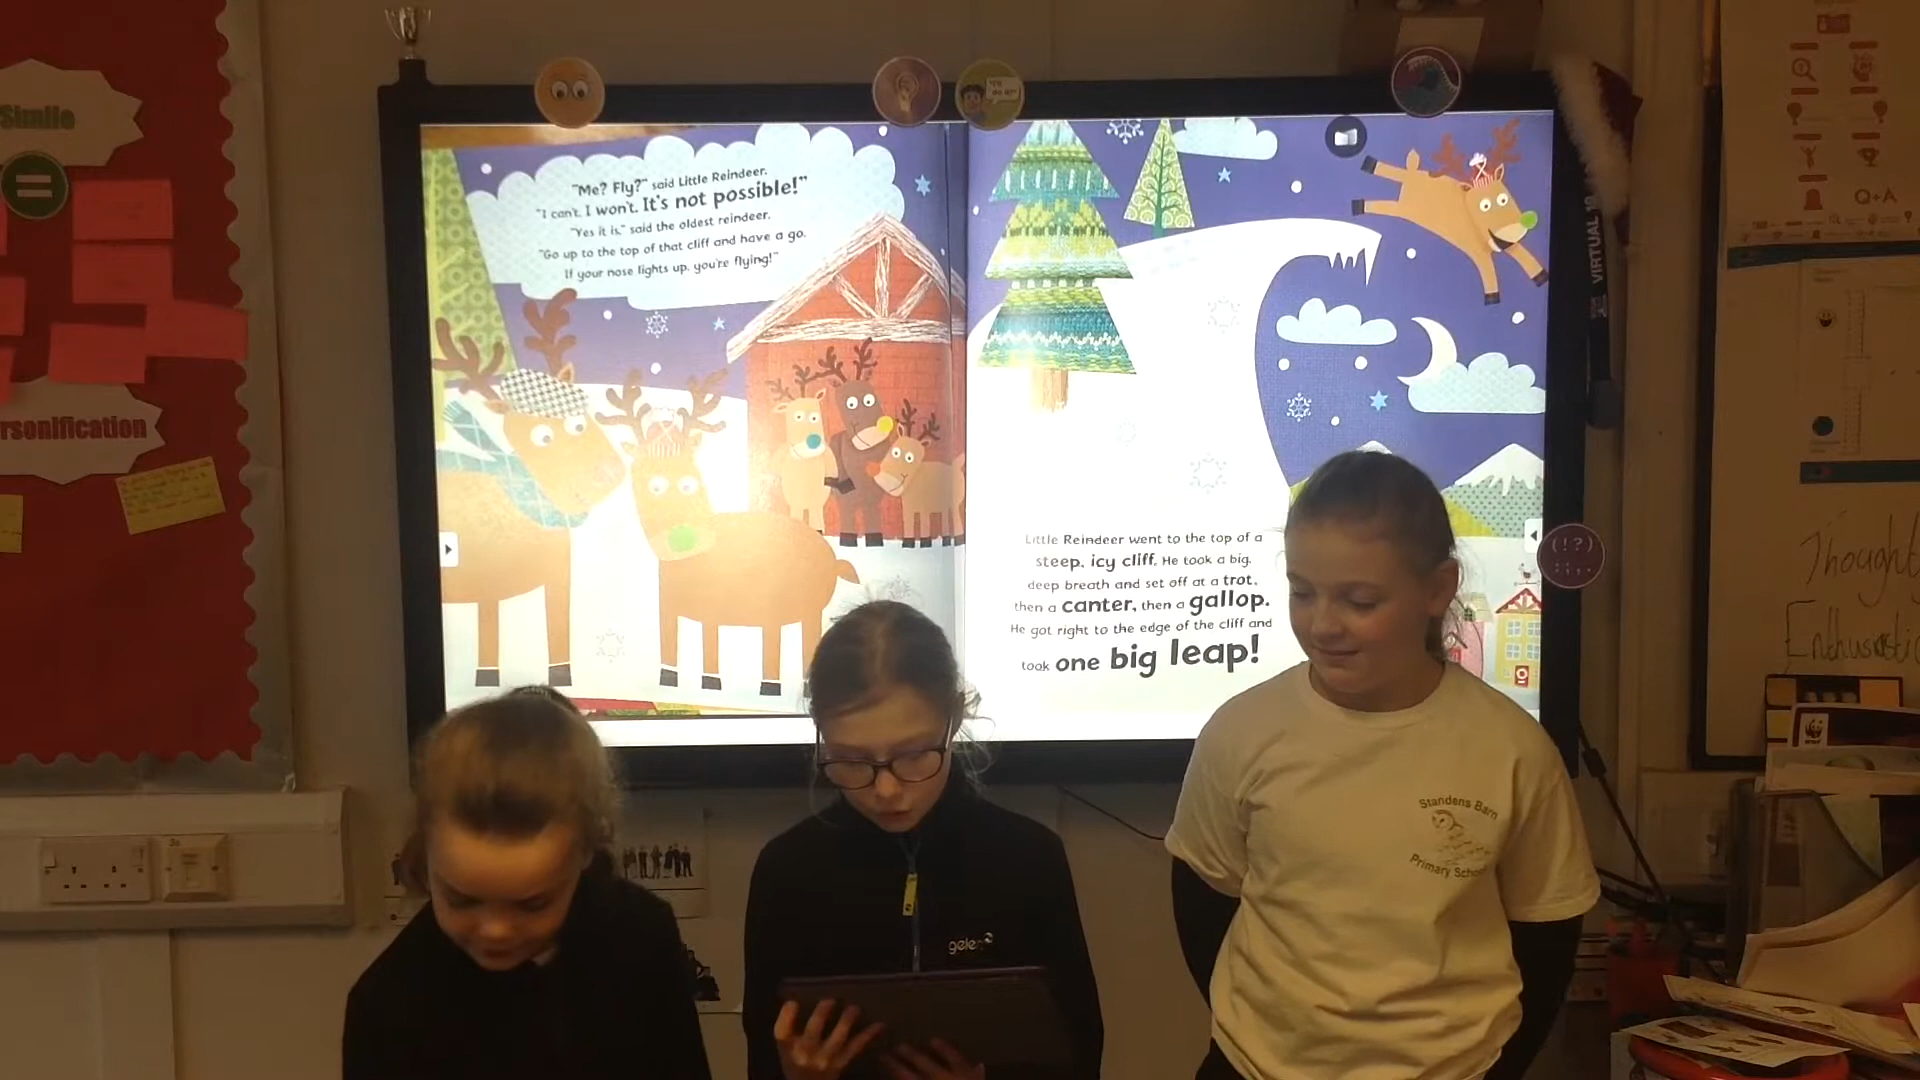 Simile
=
rsonification
"Me? Fly?" said Little Reindeer.
"I can't. I won't. It's not possible!"
"Yes it is," said the oldest reindeer.
"Go up to the top of that cliff and have a go.
If your nose lights up, you're flying!"
Little Reindeer went to the top of a
steep, icy cliff. He took a big,
deep breath and set off at a trot,
then a canter, then a gallop.
He got right to the edge of the cliff and
took one big leap!
(!?)
Standens Barn
Primary School
gelert
VIRTUAL
Q+A
Thought
Enthusiastic